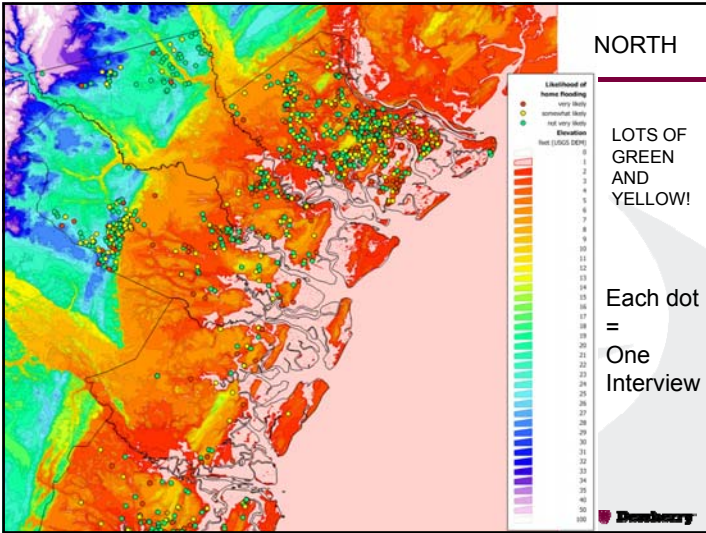 NORTH
LOTS OF
GREEN
AND
YELLOW!
Each dot
=
One
Interview
Likelihood of
home flooding
very likely
somewhat likely
not very likely
Elevation
feet (USGS DEM)
0
1
2
3
4
5
6
7
8
9
10
11
12
13
14
15
16
17
18
19
20
21
22
23
24
25
26
27
28
29
30
31
32
33
34
35
40
50
100
Dewberry